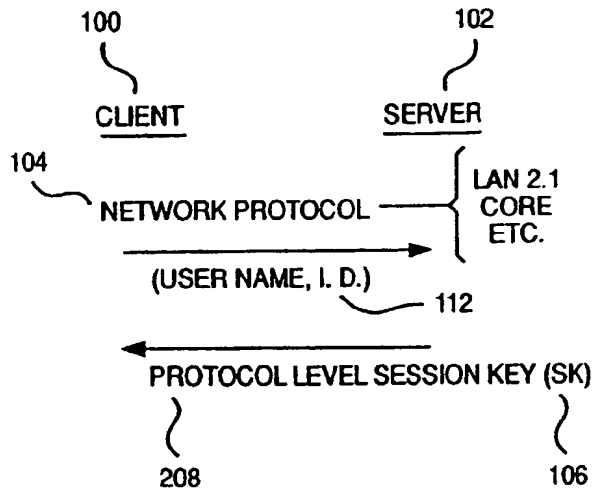 100
102
CLIENT
SERVER
104
NETWORK PROTOCOL
LAN 2.1
CORE
ETC.
(USER NAME, I. D.)
112
PROTOCOL LEVEL SESSION KEY (SK)
208
106